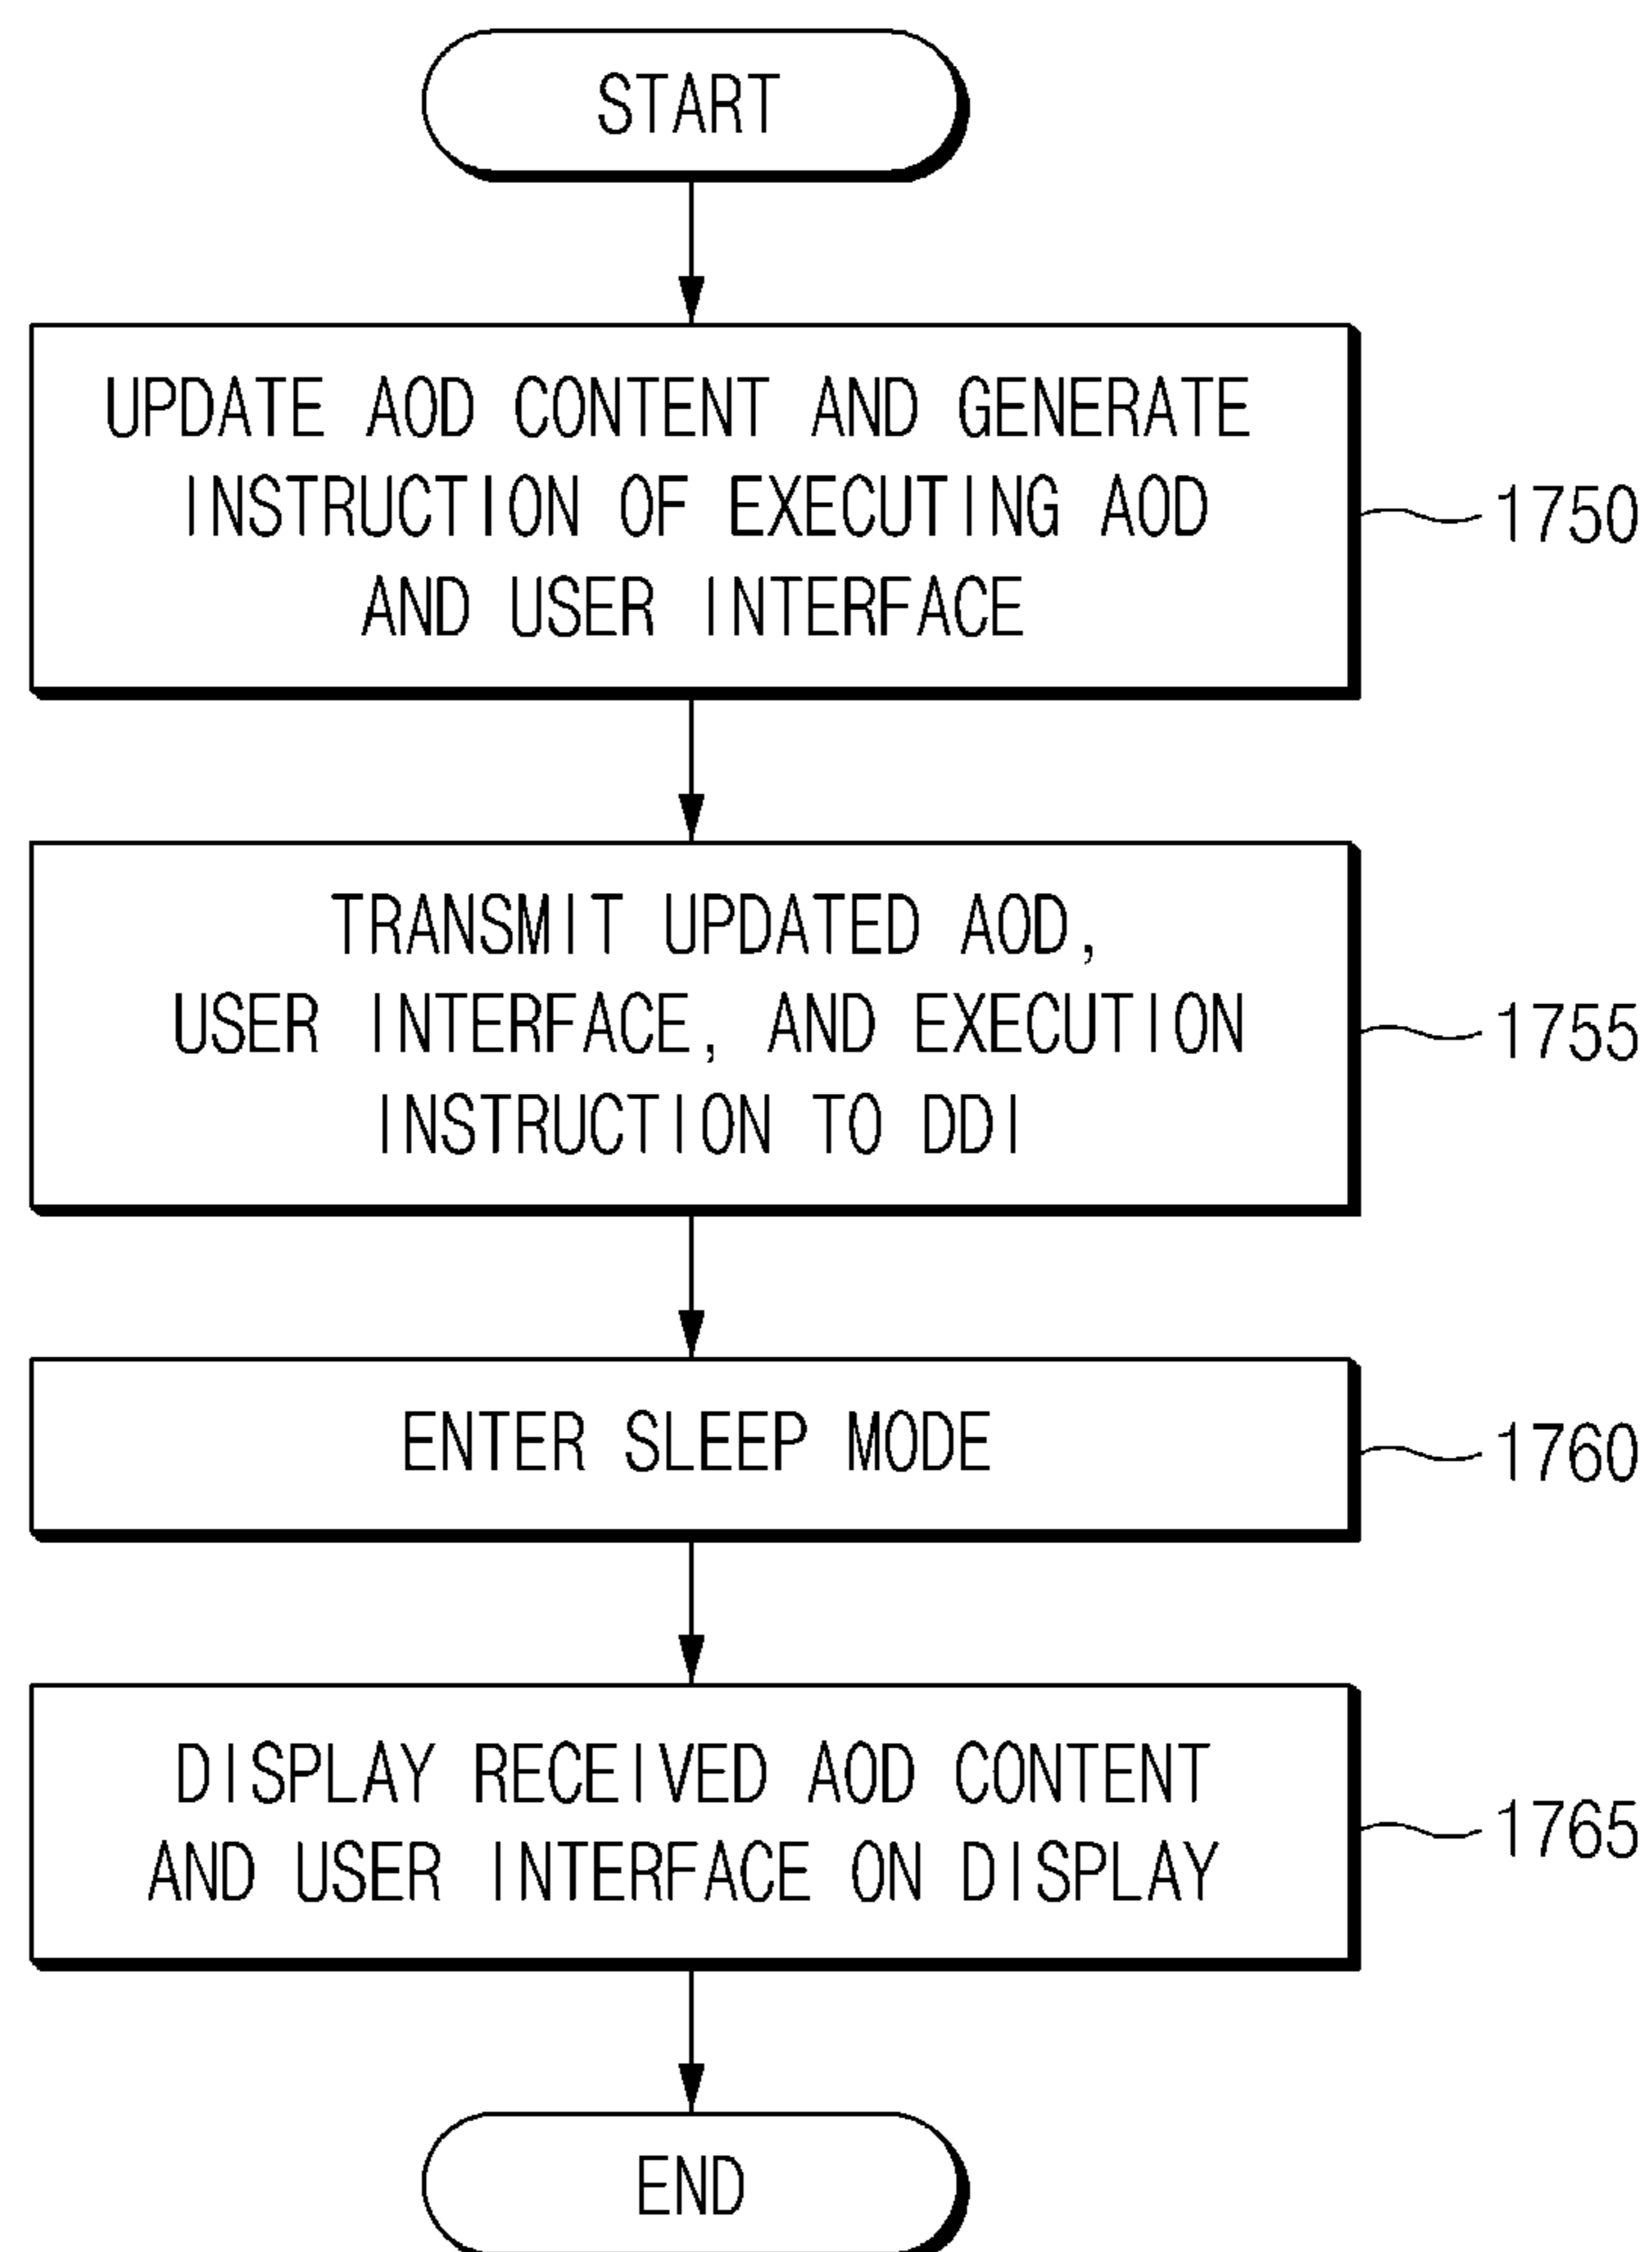 START
UPDATE AOD CONTENT AND GENERATE
INSTRUCTION OF EXECUTING AOD
AND USER INTERFACE
1750
TRANSMIT UPDATED AOD,
USER INTERFACE, AND EXECUTION
INSTRUCTION TO DDI
1755
ENTER SLEEP MODE
1760
DISPLAY RECEIVED AOD CONTENT
AND USER INTERFACE ON DISPLAY
1765
END